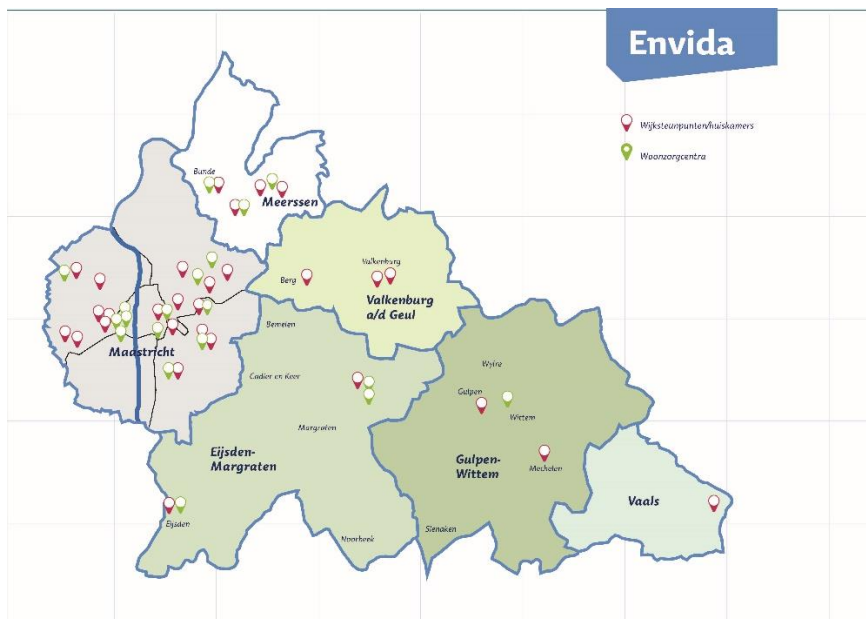 Envida
Wijksteunpunten/huiskamers
Woonzorgcentra
Bunde
Meerssen
Berg
Valkenburg
Valkenburg
a/d Geul
Maastricht
Bemelen
Cadier en Keer
Margraten
Eijsden-
Margraten
Wylre
Gulpen
Wittem
Gulpen-
Wittem
Mechelen
Vaals
Eijsden
Noorbeek
Slenaken